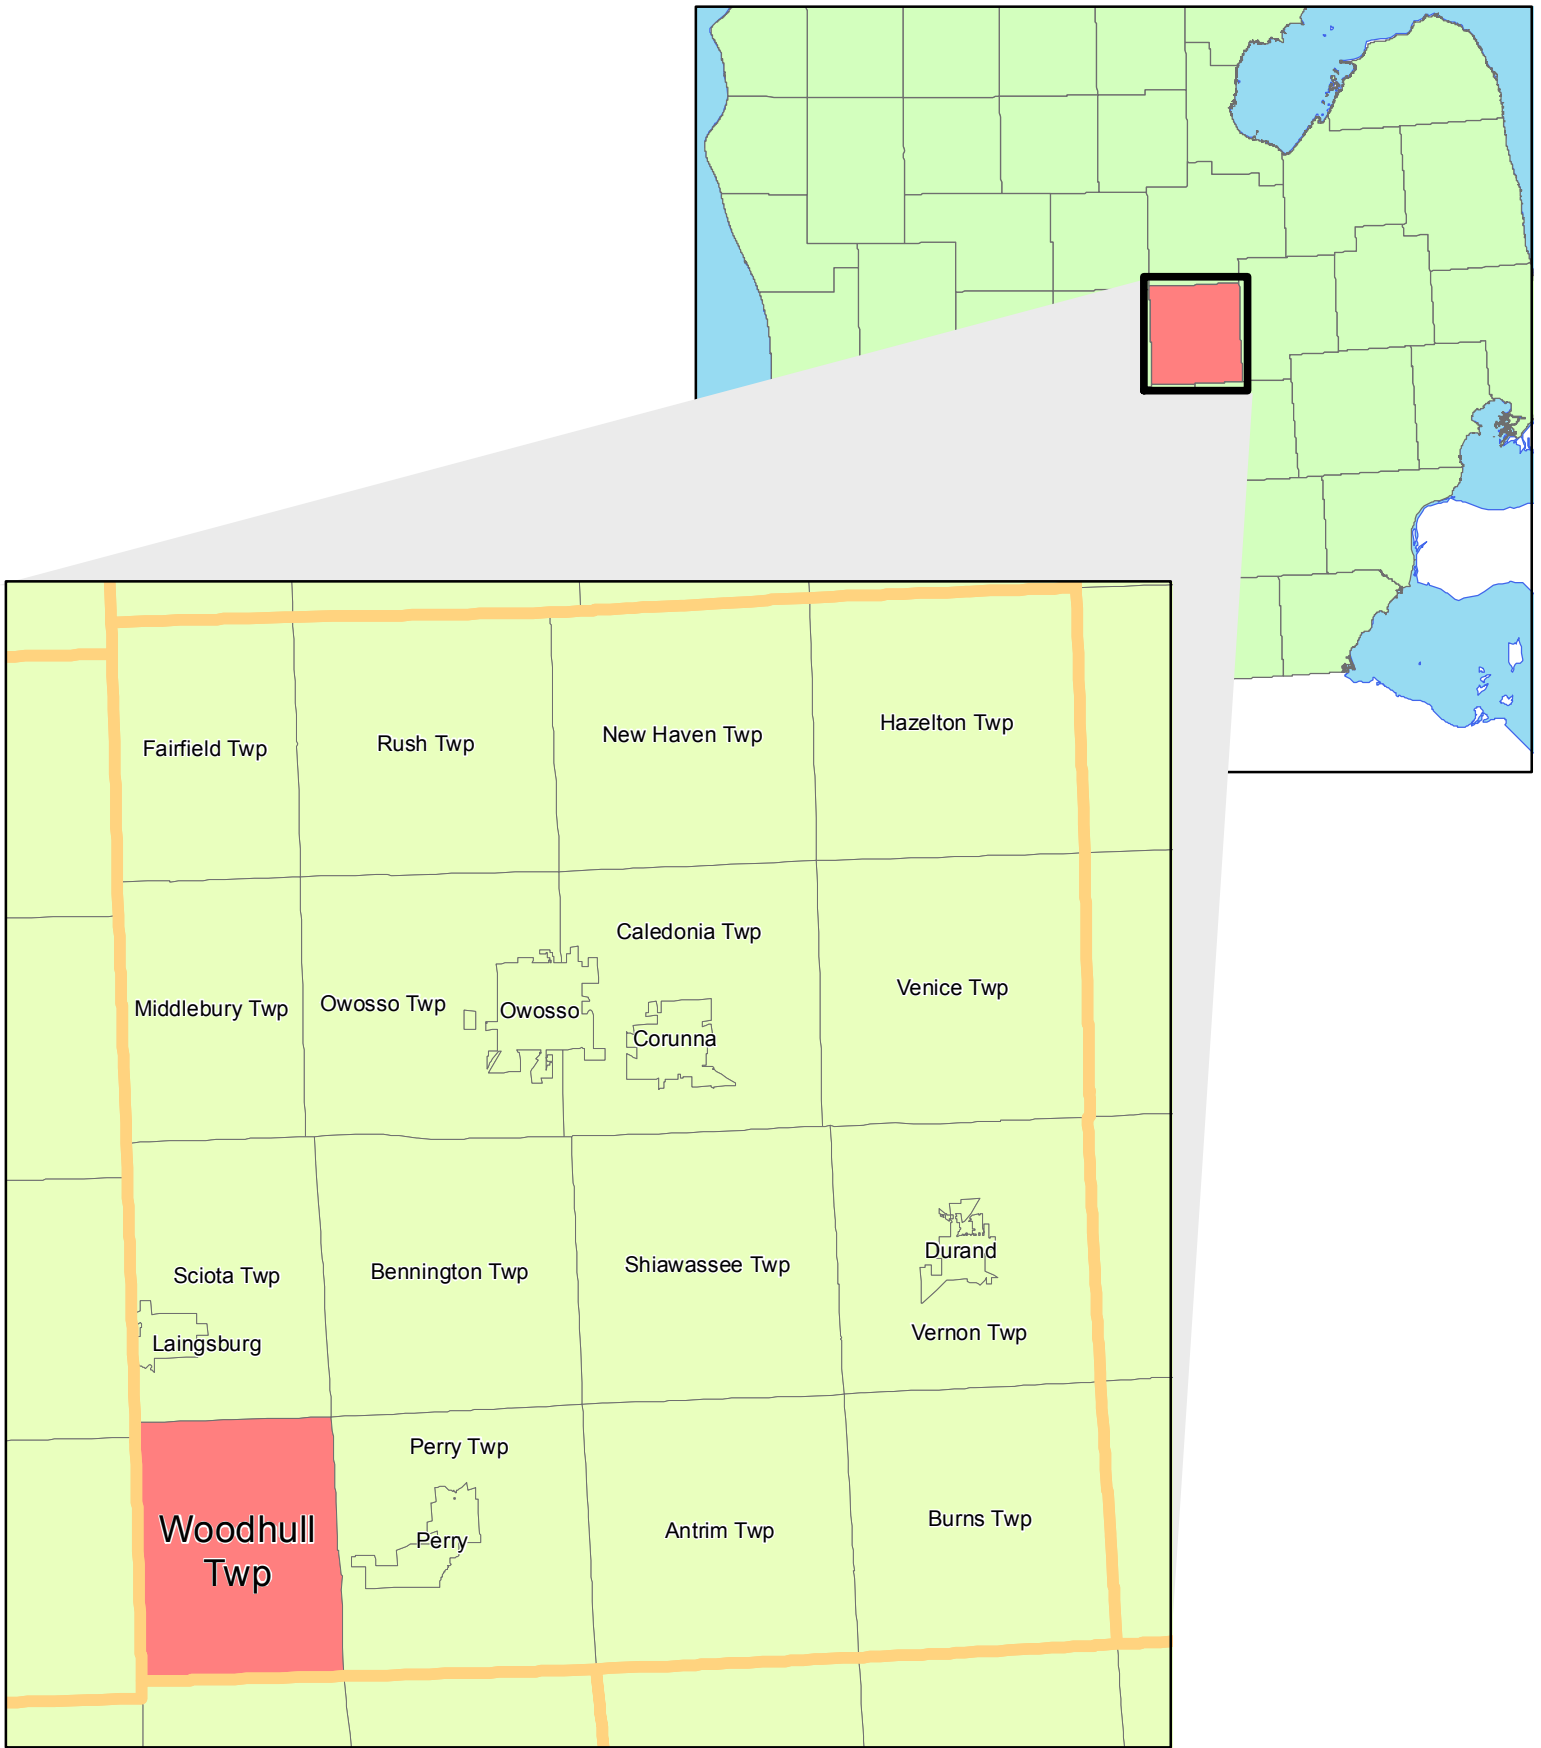 Fairfield Twp
Rush Twp
New Haven Twp
Hazelton Twp
Caledonia Twp
Middlebury Twp
Owosso Twp
Owosso
Corunna
Venice Twp
Sciota Twp
Laingsburg
Bennington Twp
Shiawassee Twp
Durand
Vernon Twp
Woodhull
Twp
Perry Twp
Perry
Antrim Twp
Burns Twp